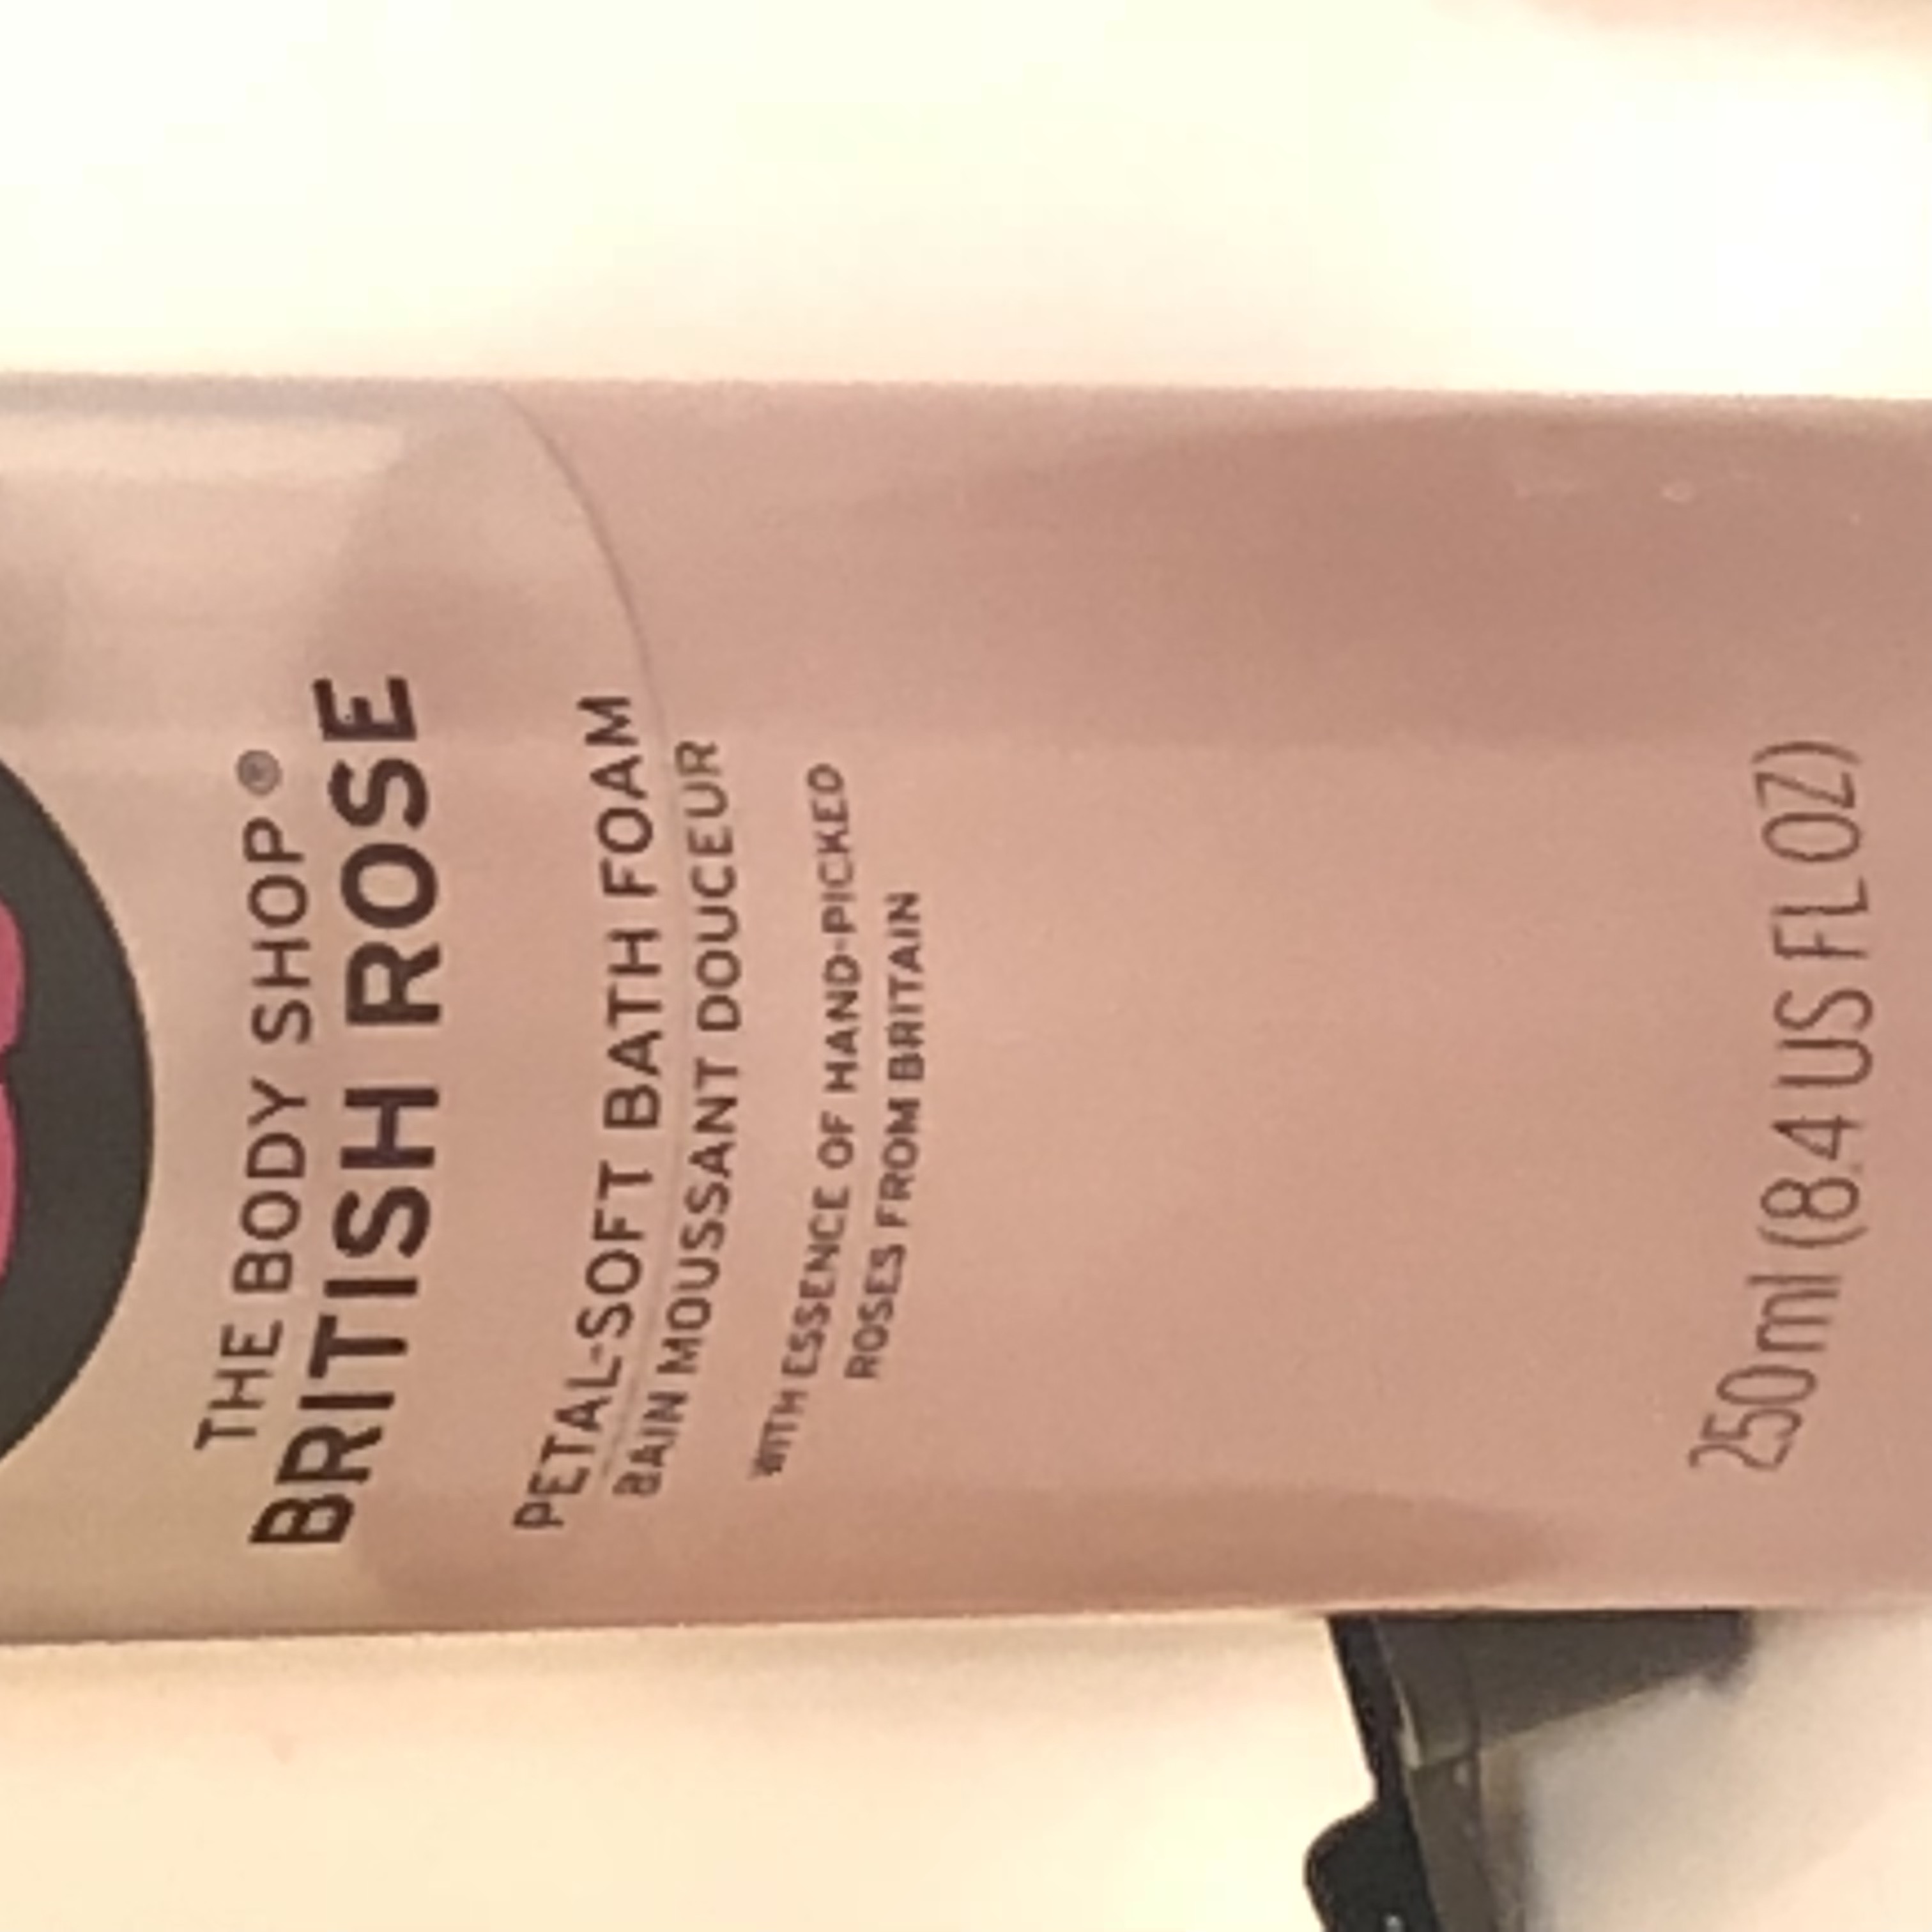 THE BODY SHOP®
BRITISH ROSE
PETAL-SOFT BATH FOAM
BAIN MOUSSANT DOUCEUR
WITH ESSENCE OF HAND-PICKED
ROSES FROM BRITAIN
250ml (8.4 US FL OZ)